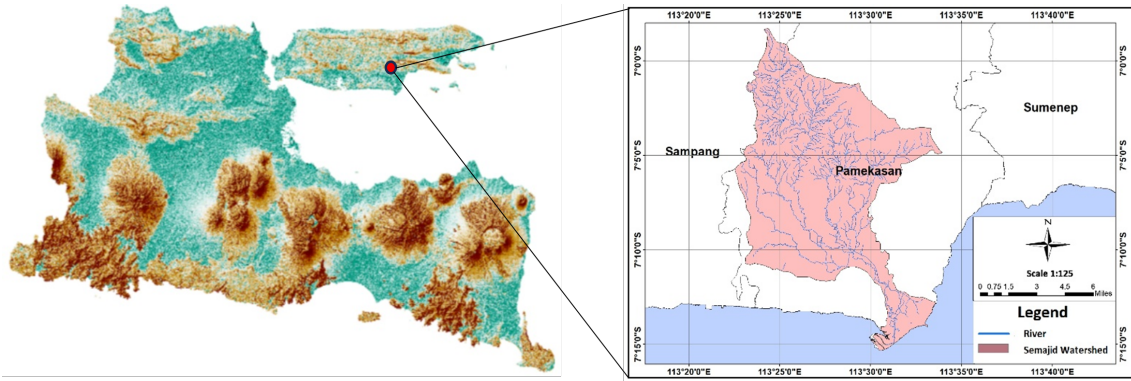 113°20'0"E 113°25'0"E 113°30'0"E 113°35'0"E 113°40'0"E
7°0'0"S 7°0'0"S
Sumenep
Sampang
7°5'0"S 7°5'0"S
Pamekasan
N
7°10'0"S 7°10'0"S
Scale 1:125
0 0.75 1.5 3 4.5 6
Miles
Legend
River
7°15'0"S 7°15'0"S
Semajid Watershed
113°20'0"E 113°25'0"E 113°30'0"E 113°35'0"E 113°40'0"E